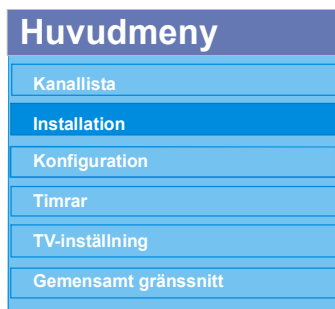 Huvudmeny
Kanallista
Installation
Konfiguration
Timrar
TV-inställning
Gemensamt gränssnitt